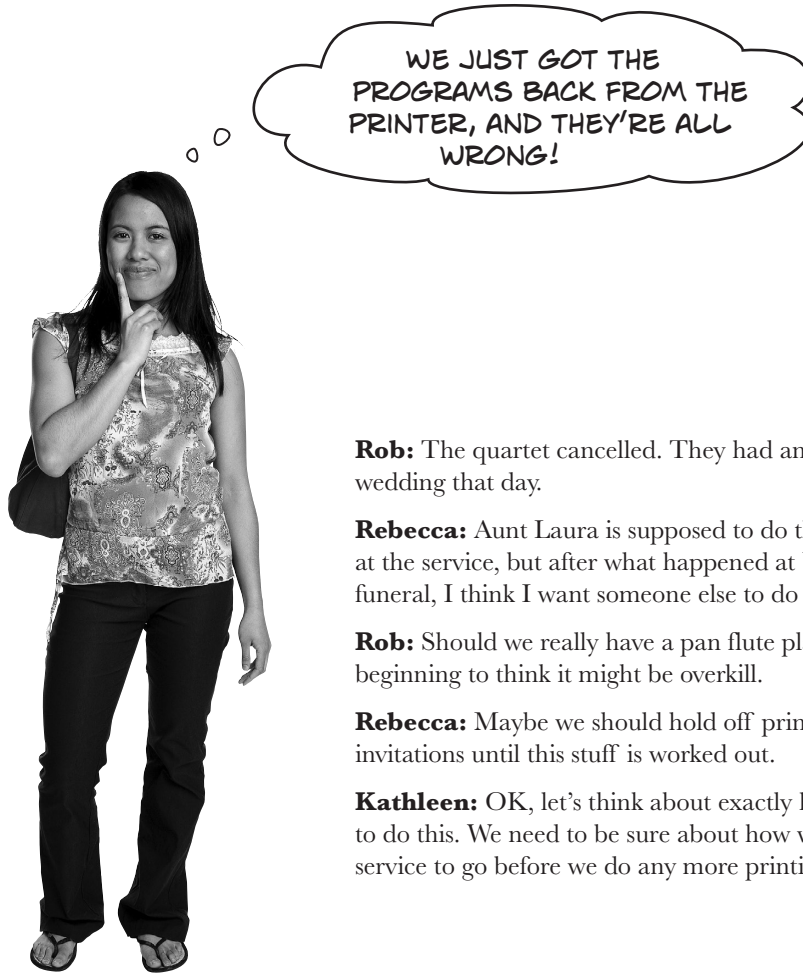 WE JUST GOT THE
PROGRAMS BACK FROM THE
PRINTER, AND THEY'RE ALL
WRONG!
Rob: The quartet cancelled. They had an
wedding that day.
Rebecca: Aunt Laura is supposed to do t
at the service, but after what happened at
funeral, I think I want someone else to do
Rob: Should we really have a pan flute pl
beginning to think it might be overkill.
Rebecca: Maybe we should hold off prin
invitations until this stuff is worked out.
Kathleen: OK, let's think about exactly
to do this. We need to be sure about how w
service to go before we do any more printi